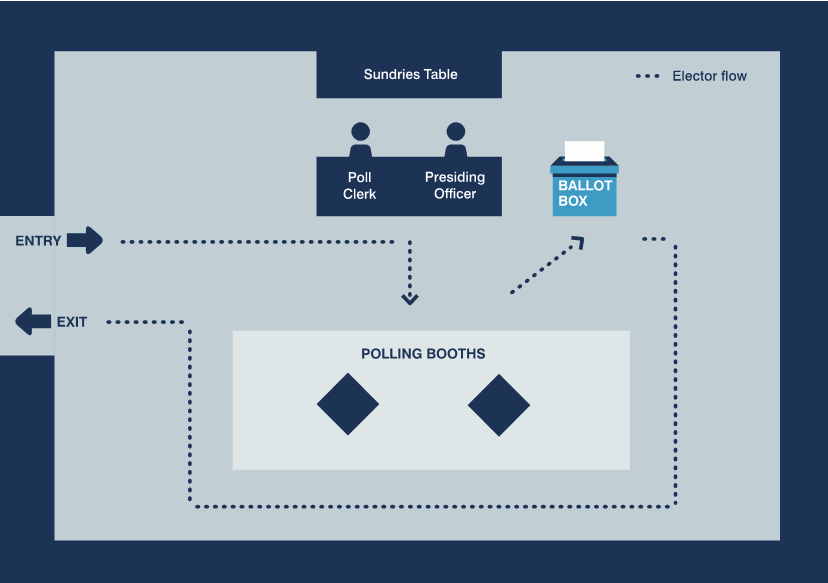 Sundries Table
Elector flow
Poll
Clerk
Presiding
Officer
BALLOT
BOX
ENTRY
EXIT
POLLING BOOTHS